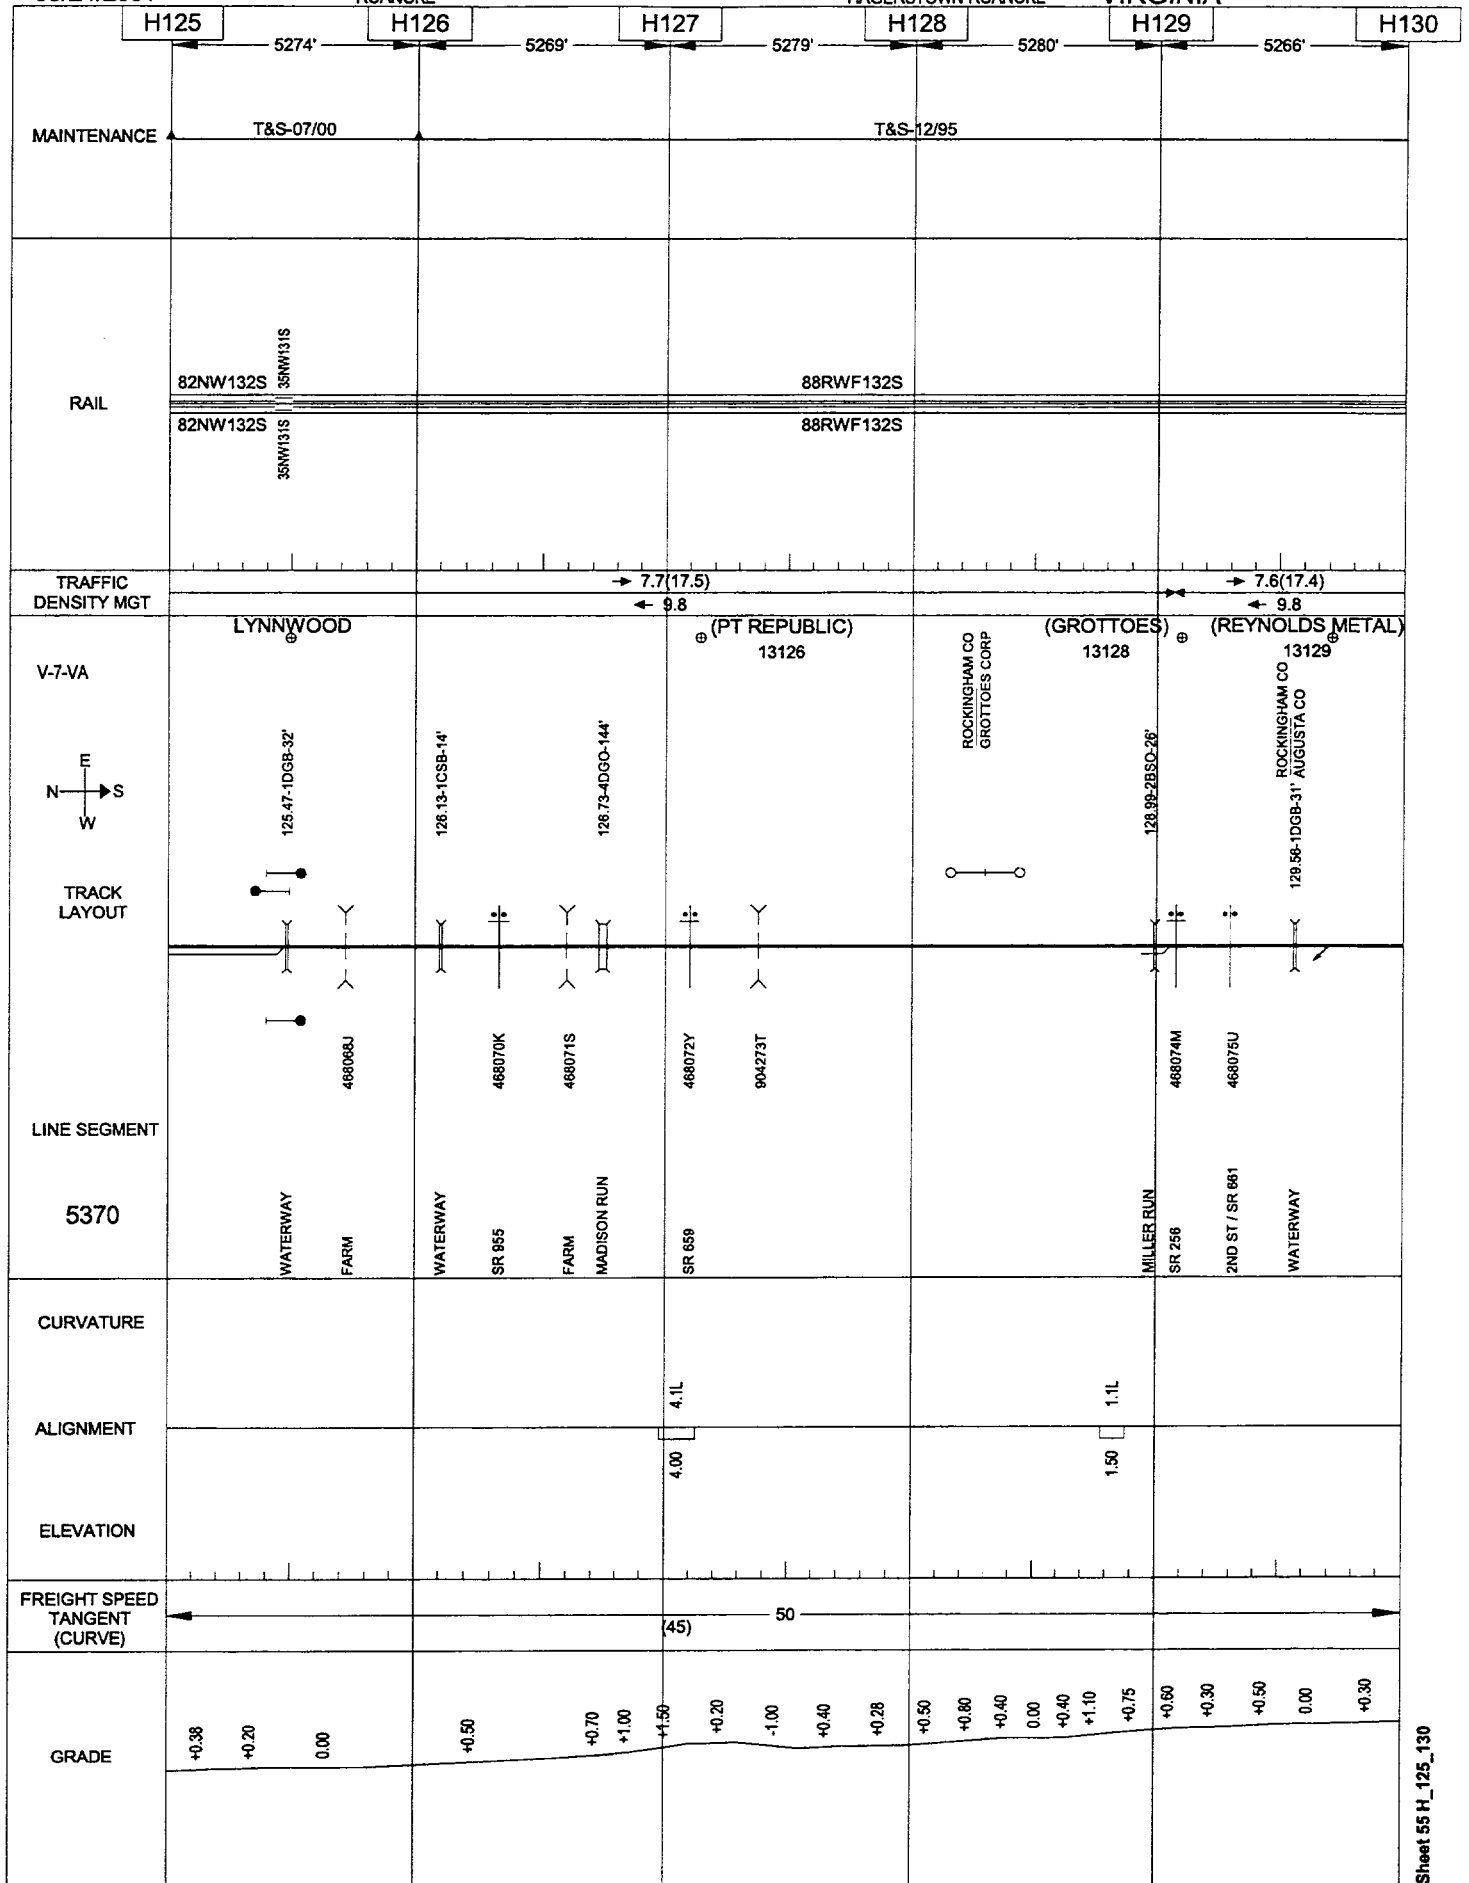 H125 H126 H127 H128 H129 H130
5274' 5269' 5279' 5280' 5266'
MAINTENANCE
T&S-07/00 T&S-12/95
RAIL
82NW132S 35NW131S 88RWF132S
82NW132S 35NW131S 88RWF132S
TRAFFIC
DENSITY MGT
7.7(17.5) 7.6(17.4)
9.8 9.8
LYNNWOOD (PT REPUBLIC) (GROTTOES) (REYNOLDS METAL)
13126 13128 13129
V-7-VA
ROCKINGHAM CO
GROTTOES CORP
ROCKINGHAM CO
AUGUSTA CO
E
N S
W
125.47-1DGB-32'
126.13-1CSB-14'
126.73-4DGO-144'
128.99-2BSO-26'
129.56-1DGB-31'
TRACK
LAYOUT
468068J
468070K
468071S
468072Y
904273T
468074M
468075U
LINE SEGMENT
5370
WATERWAY
FARM
WATERWAY
SR 955
FARM
MADISON RUN
SR 659
MILLER RUN
SR 256
2ND ST / SR 661
WATERWAY
CURVATURE
4.1L 1.1L
ALIGNMENT
4.00 1.50
ELEVATION
FREIGHT SPEED
TANGENT
(CURVE)
50
(45)
GRADE
+0.38 +0.20 0.00 +0.50 +0.70 +1.00 +1.50 +0.20 -1.00 +0.40 +0.28 +0.50 +0.80 +0.40 0.00 +0.40 +1.10 +0.75 +0.60 +0.30 +0.50 0.00 +0.30
Sheet 55 H_125_130